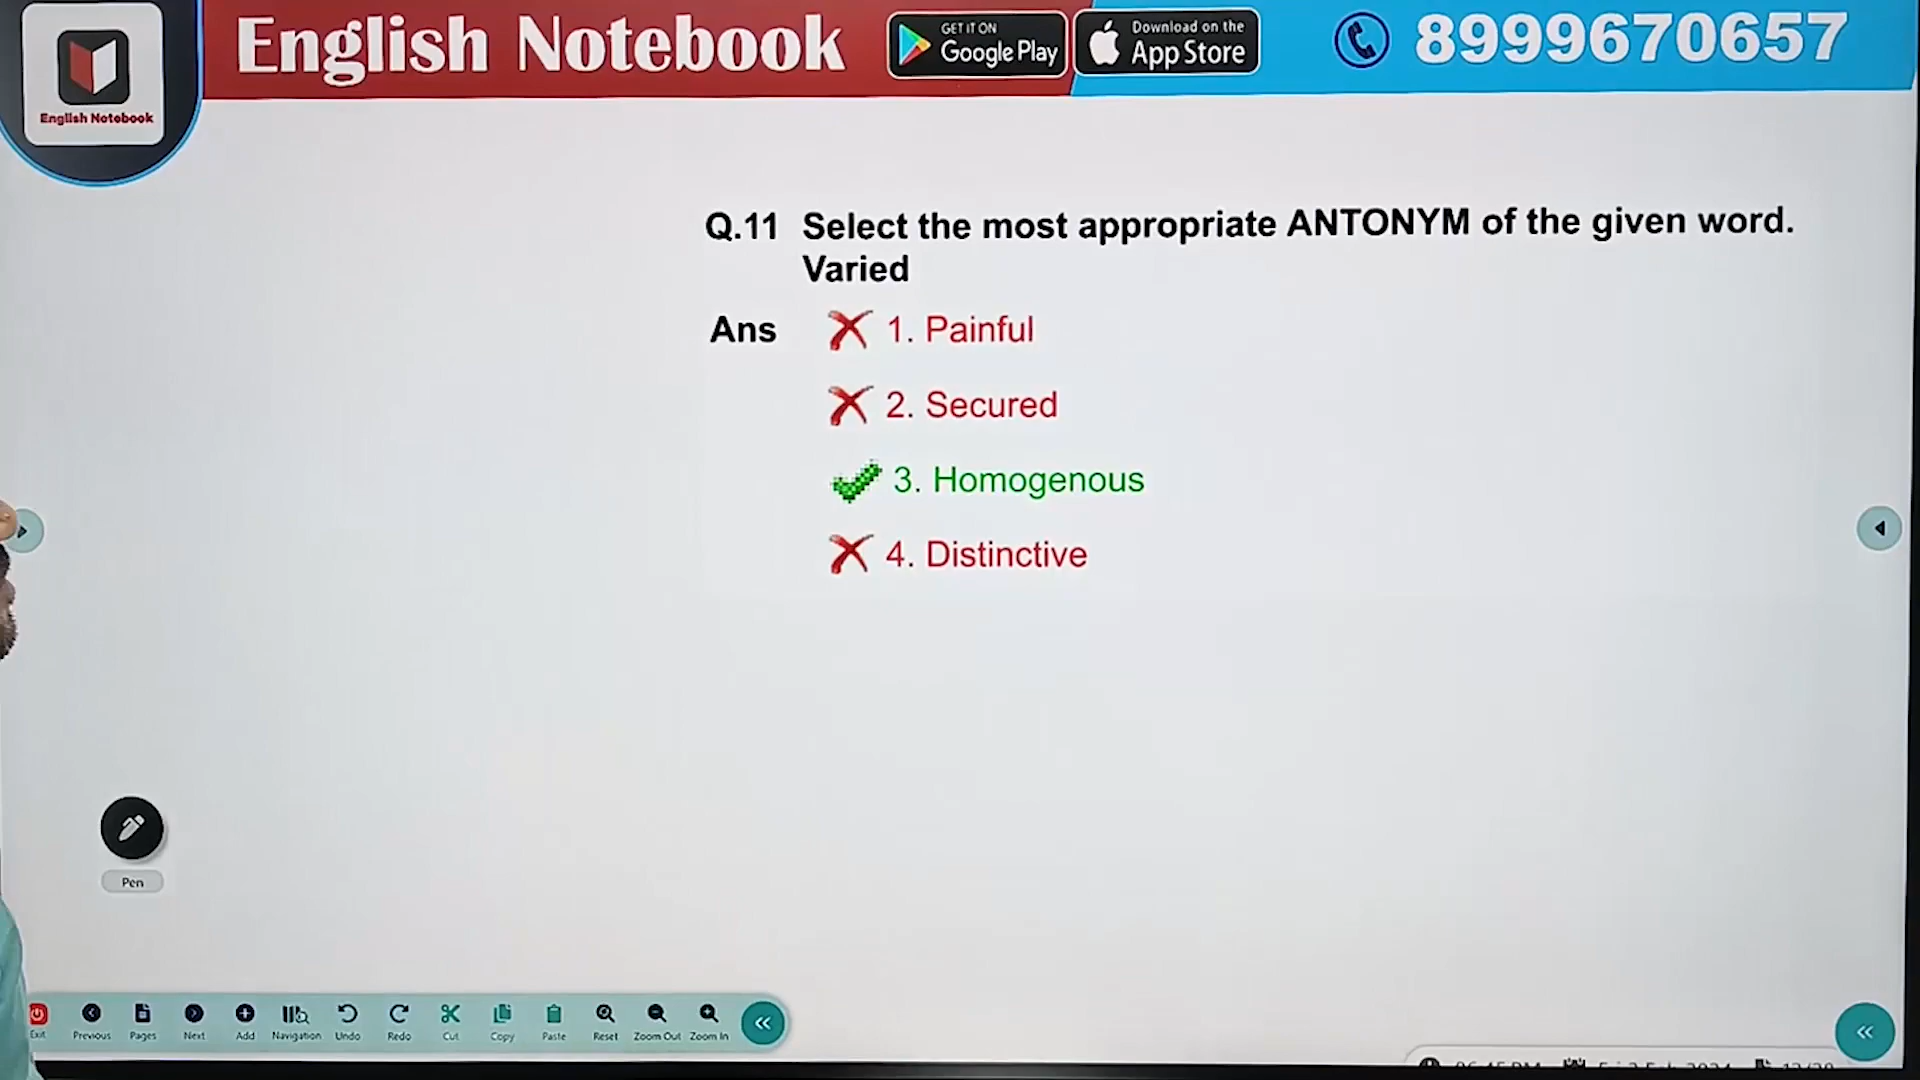 English Notebook
English Notebook
GET IT ON
Google Play
Download on the
App Store
8999670657
Q.11 Select the most appropriate ANTONYM of the given word.
Varied
Ans 1. Painful
2. Secured
3. Homogenous
4. Distinctive
Pen
Exit Previous Pages Next Add Navigation Undo Redo Cut Copy Paste Reset Zoom Out Zoom In